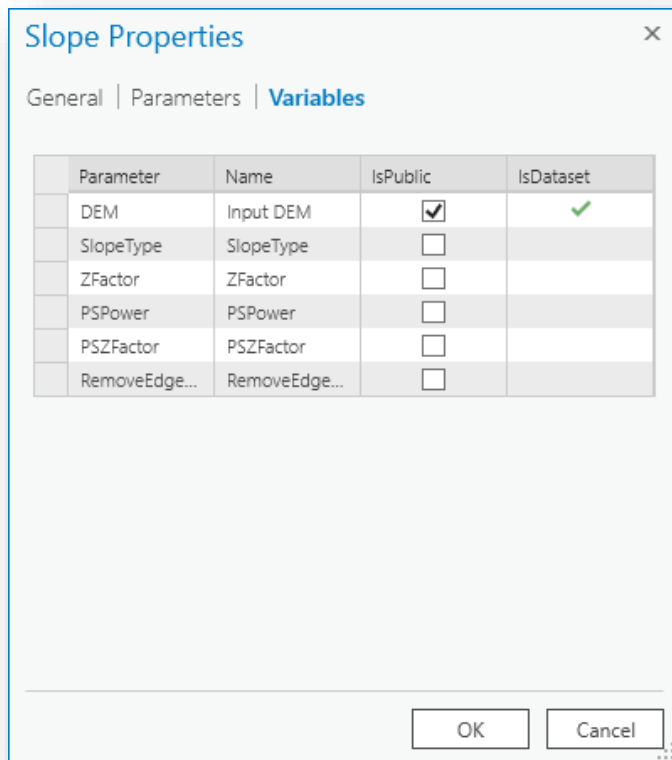 Slope Properties
General | Parameters | Variables
Parameter Name IsPublic IsDataset
DEM Input DEM
SlopeType SlopeType
ZFactor ZFactor
PSPower PSPower
PSZFactor PSZFactor
RemoveEdge... RemoveEdge...
OK Cancel